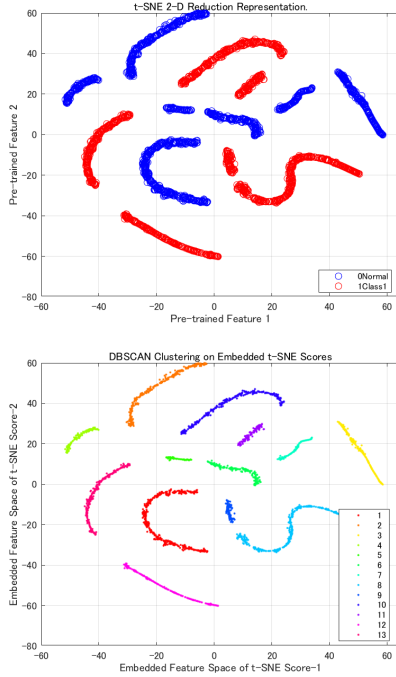 t-SNE 2-D Reduction Representation.
60
40
20
0
-20
-40
-60
-80
Pre-trained Feature 2
-60 -40 -20 0 20 40 60
Pre-trained Feature 1
0Normal
1Class1
DBSCAN Clustering on Embedded t-SNE Scores
60
40
20
0
-20
-40
-60
-80
Embedded Feature Space of t-SNE Score-2
1
2
3
4
5
6
7
8
9
10
11
12
13
-60 -40 -20 0 20 40 60
Embedded Feature Space of t-SNE Score-1